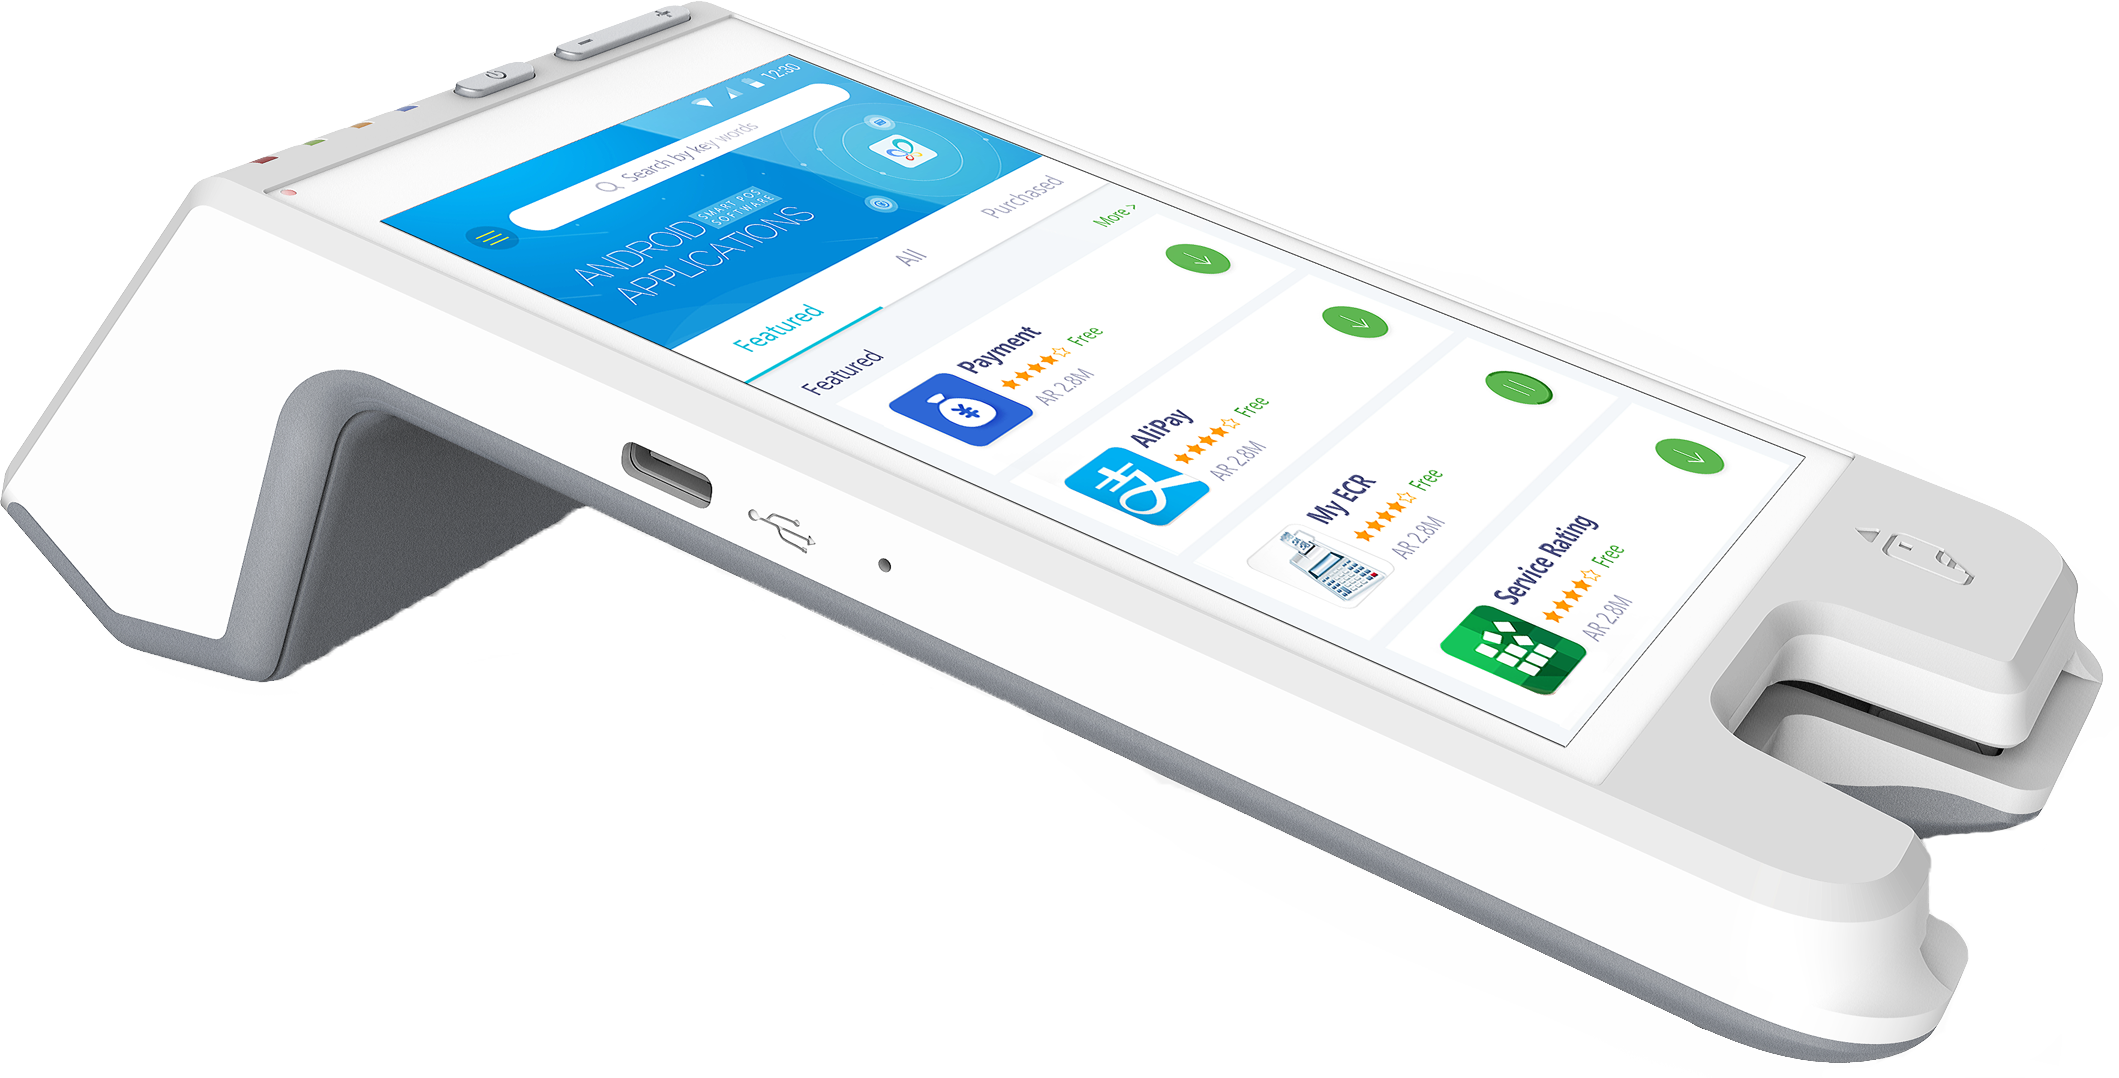 12:30
Search by key words
ANDROID
SMART POS
SOFTWARE
APPLICATIONS
Featured
All
Purchased
Featured
More >
Payment
Free
AR 2.8M
AliPay
Free
AR 2.8M
My ECR
Free
AR 2.8M
Service Rating
Free
AR 2.8M